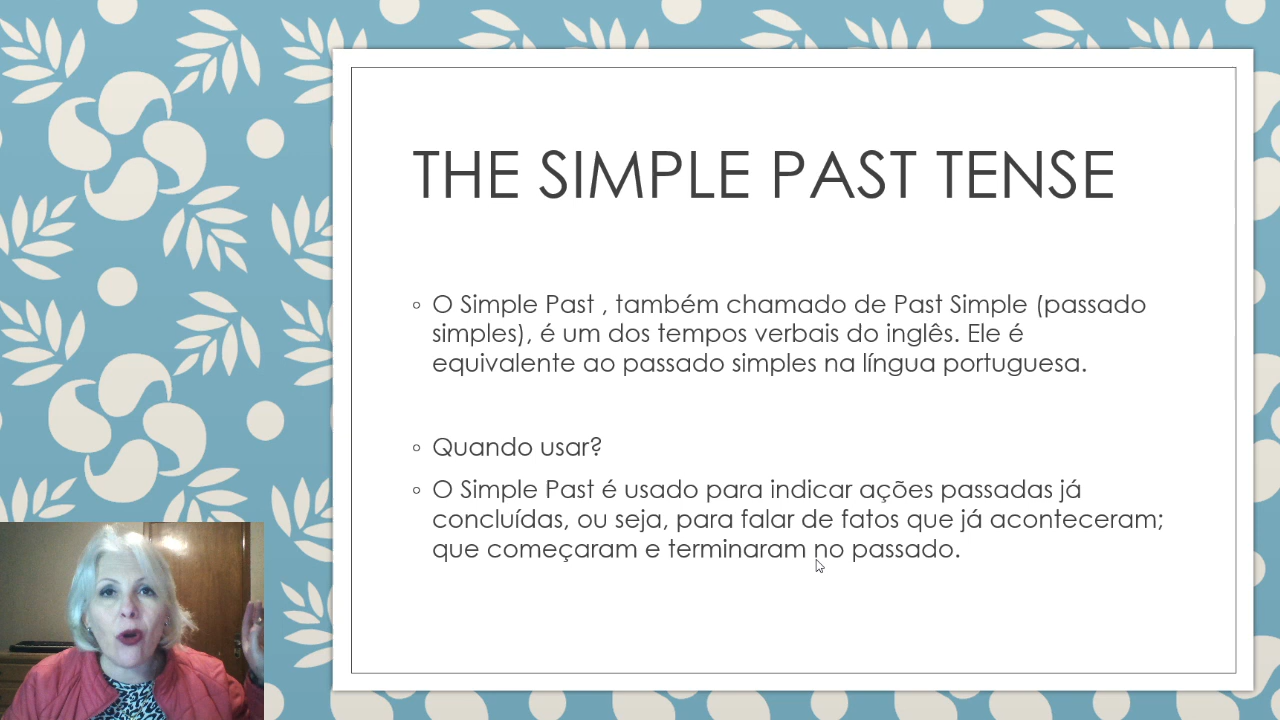 THE SIMPLE PAST TENSE
◦ O Simple Past , também chamado de Past Simple (passado
simples), é um dos tempos verbais do inglês. Ele é
equivalente ao passado simples na língua portuguesa.
◦ Quando usar?
◦ O Simple Past é usado para indicar ações passadas já
concluídas, ou seja, para falar de fatos que já aconteceram;
que começaram e terminaram no passado.